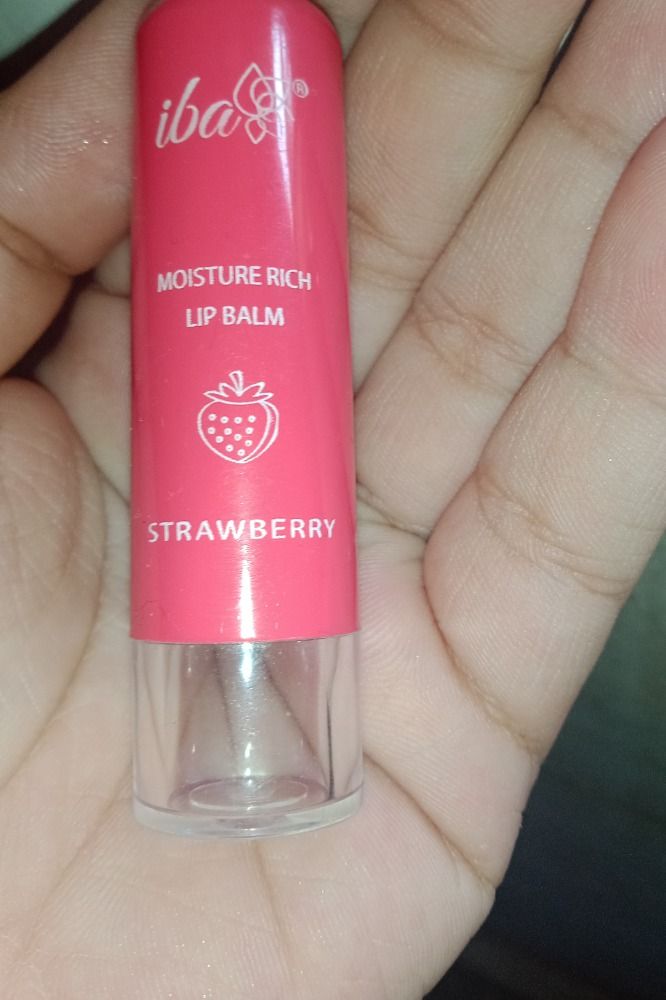 iba®
MOISTURE RICH
LIP BALM
STRAWBERRY